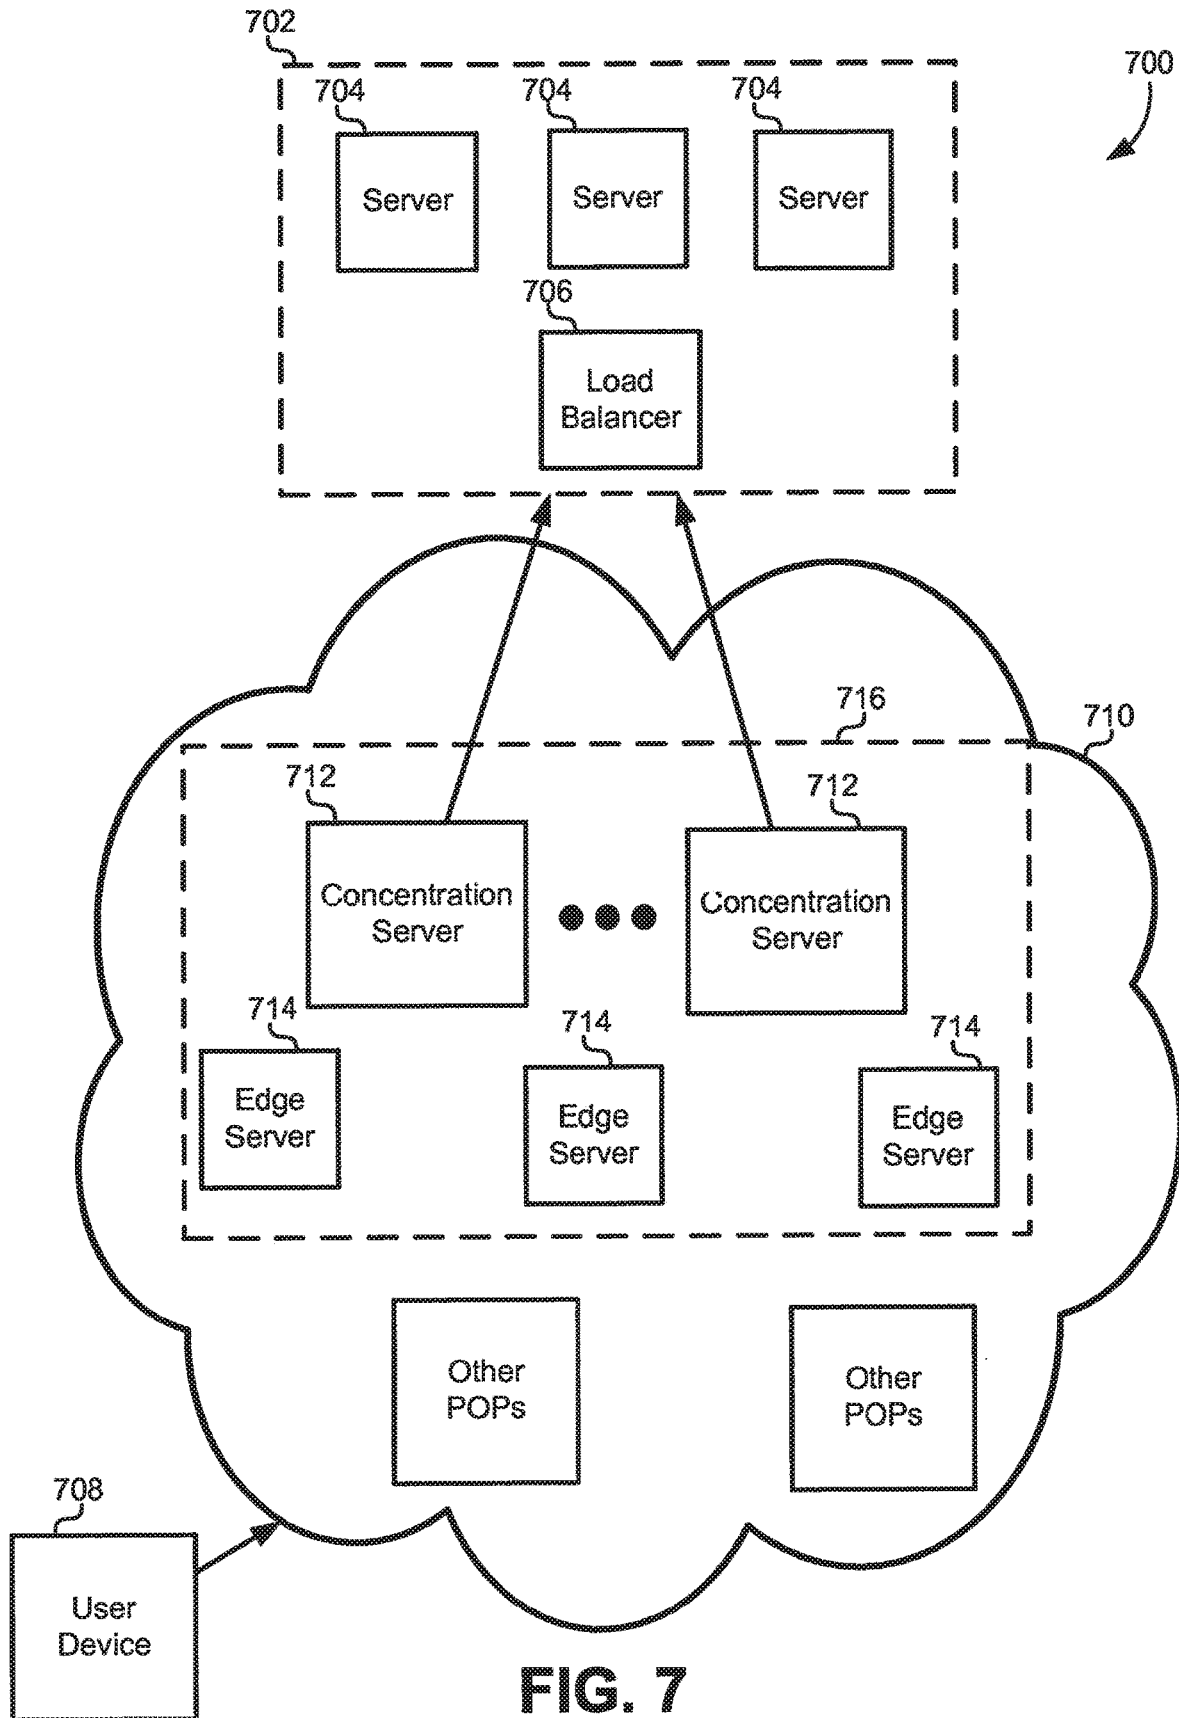 702
700
704
704
704
Server
Server
Server
706
Load
Balancer
716
710
712
712
Concentration
Server
Concentration
Server
714
714
714
Edge
Server
Edge
Server
Edge
Server
Other
POPs
Other
POPs
708
User
Device
FIG. 7